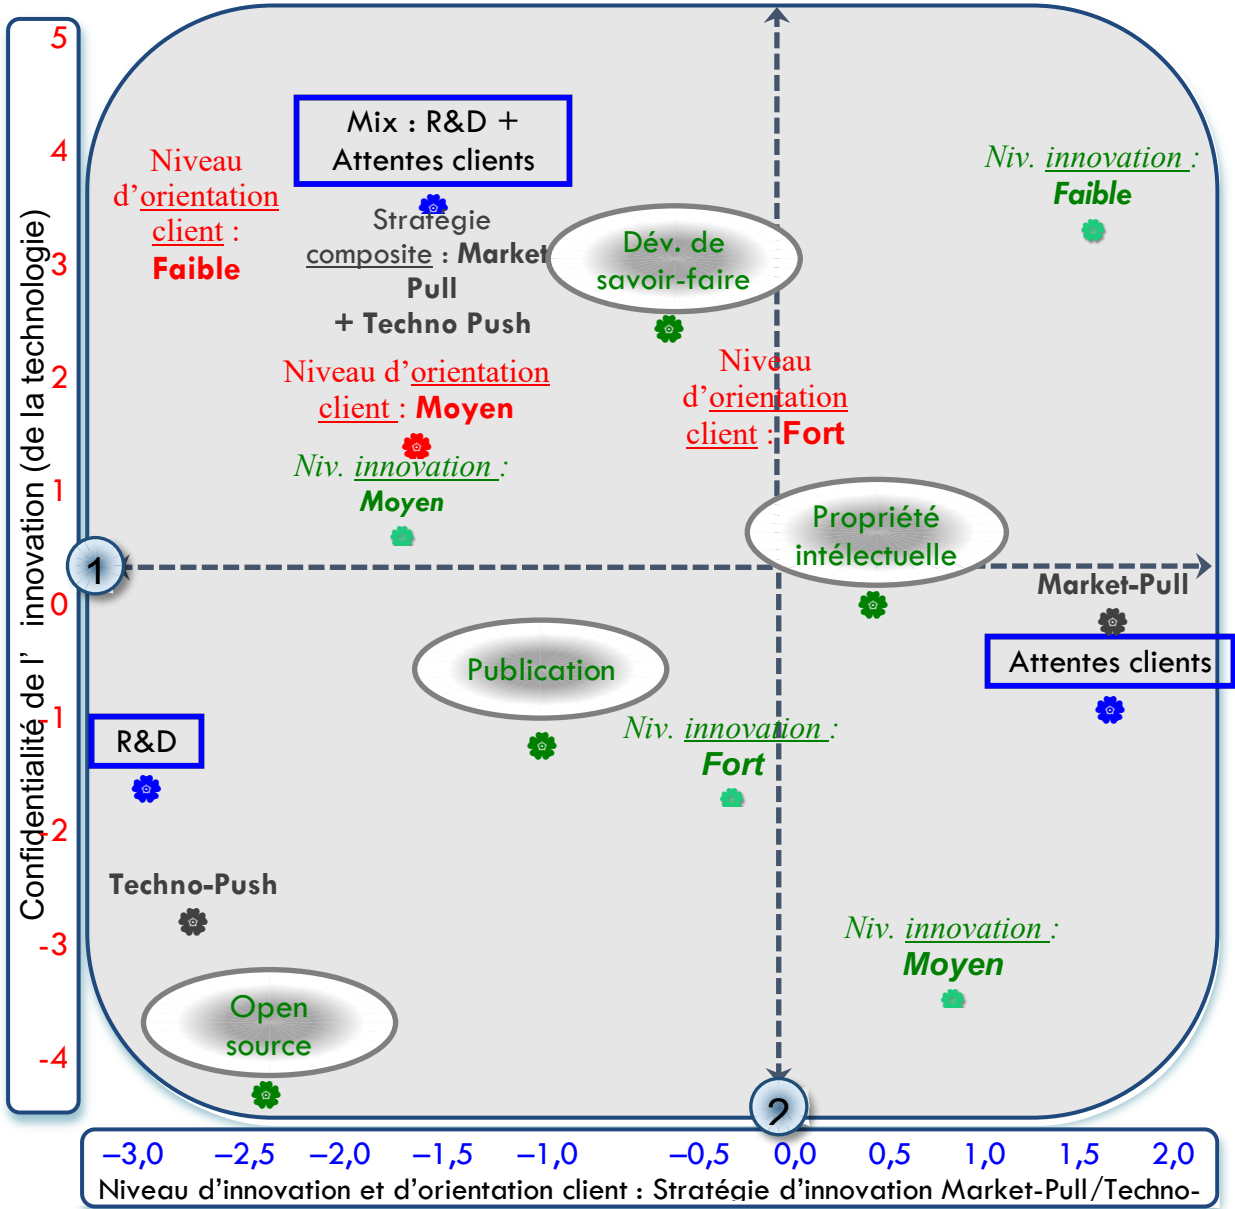 5
Mix : R&D +
Attentes clients
4
Niveau
d’orientation
client :
Faible
Niv. innovation :
Faible
Stratégie
composite : Market
Pull
+ Techno Push
Dév. de
savoir-faire
3
2
Niveau d’orientation
client : Moyen
Niveau
d’orientation
client : Fort
Niv. innovation :
Moyen
1
Propriété
intélectuelle
1
Market-Pull
0
Attentes clients
Publication
-1
R&D
Niv. innovation :
Fort
-2
Techno-Push
-3
Niv. innovation :
Moyen
Open
source
-4
2
Confidentialité de l’ innovation (de la technologie)
–3,0 –2,5 –2,0 –1,5 –1,0 –0,5 0,0 0,5 1,0 1,5 2,0
Niveau d’innovation et d’orientation client : Stratégie d’innovation Market-Pull/Techno-